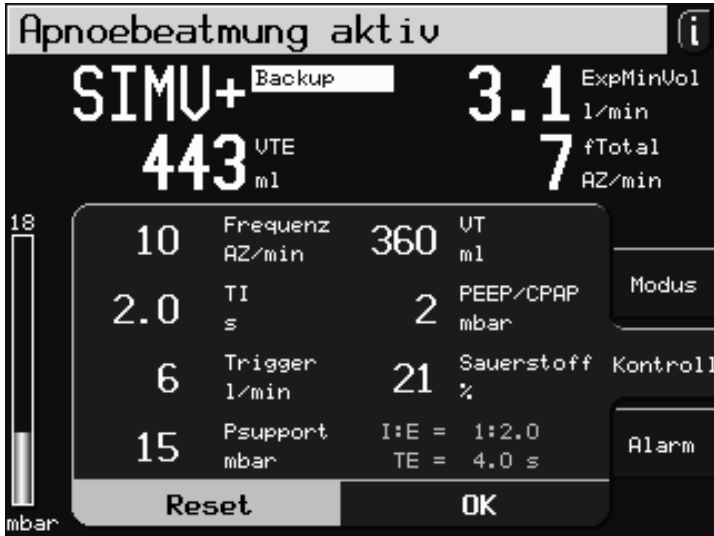 Apnoebeatmung aktiv
i
SIMV+ Backup 3.1 ExpMinVol
l/min
443 VTE 7 fTotal
ml AZ/min
18
10 Frequenz 360 VT
AZ/min ml
Modus
2.0 TI 2 PEEP/CPAP
s mbar
6 Trigger 21 Sauerstoff Kontroll
l/min %
15 Psupport I:E = 1:2.0 Alarm
mbar TE = 4.0 s
Reset OK
mbar